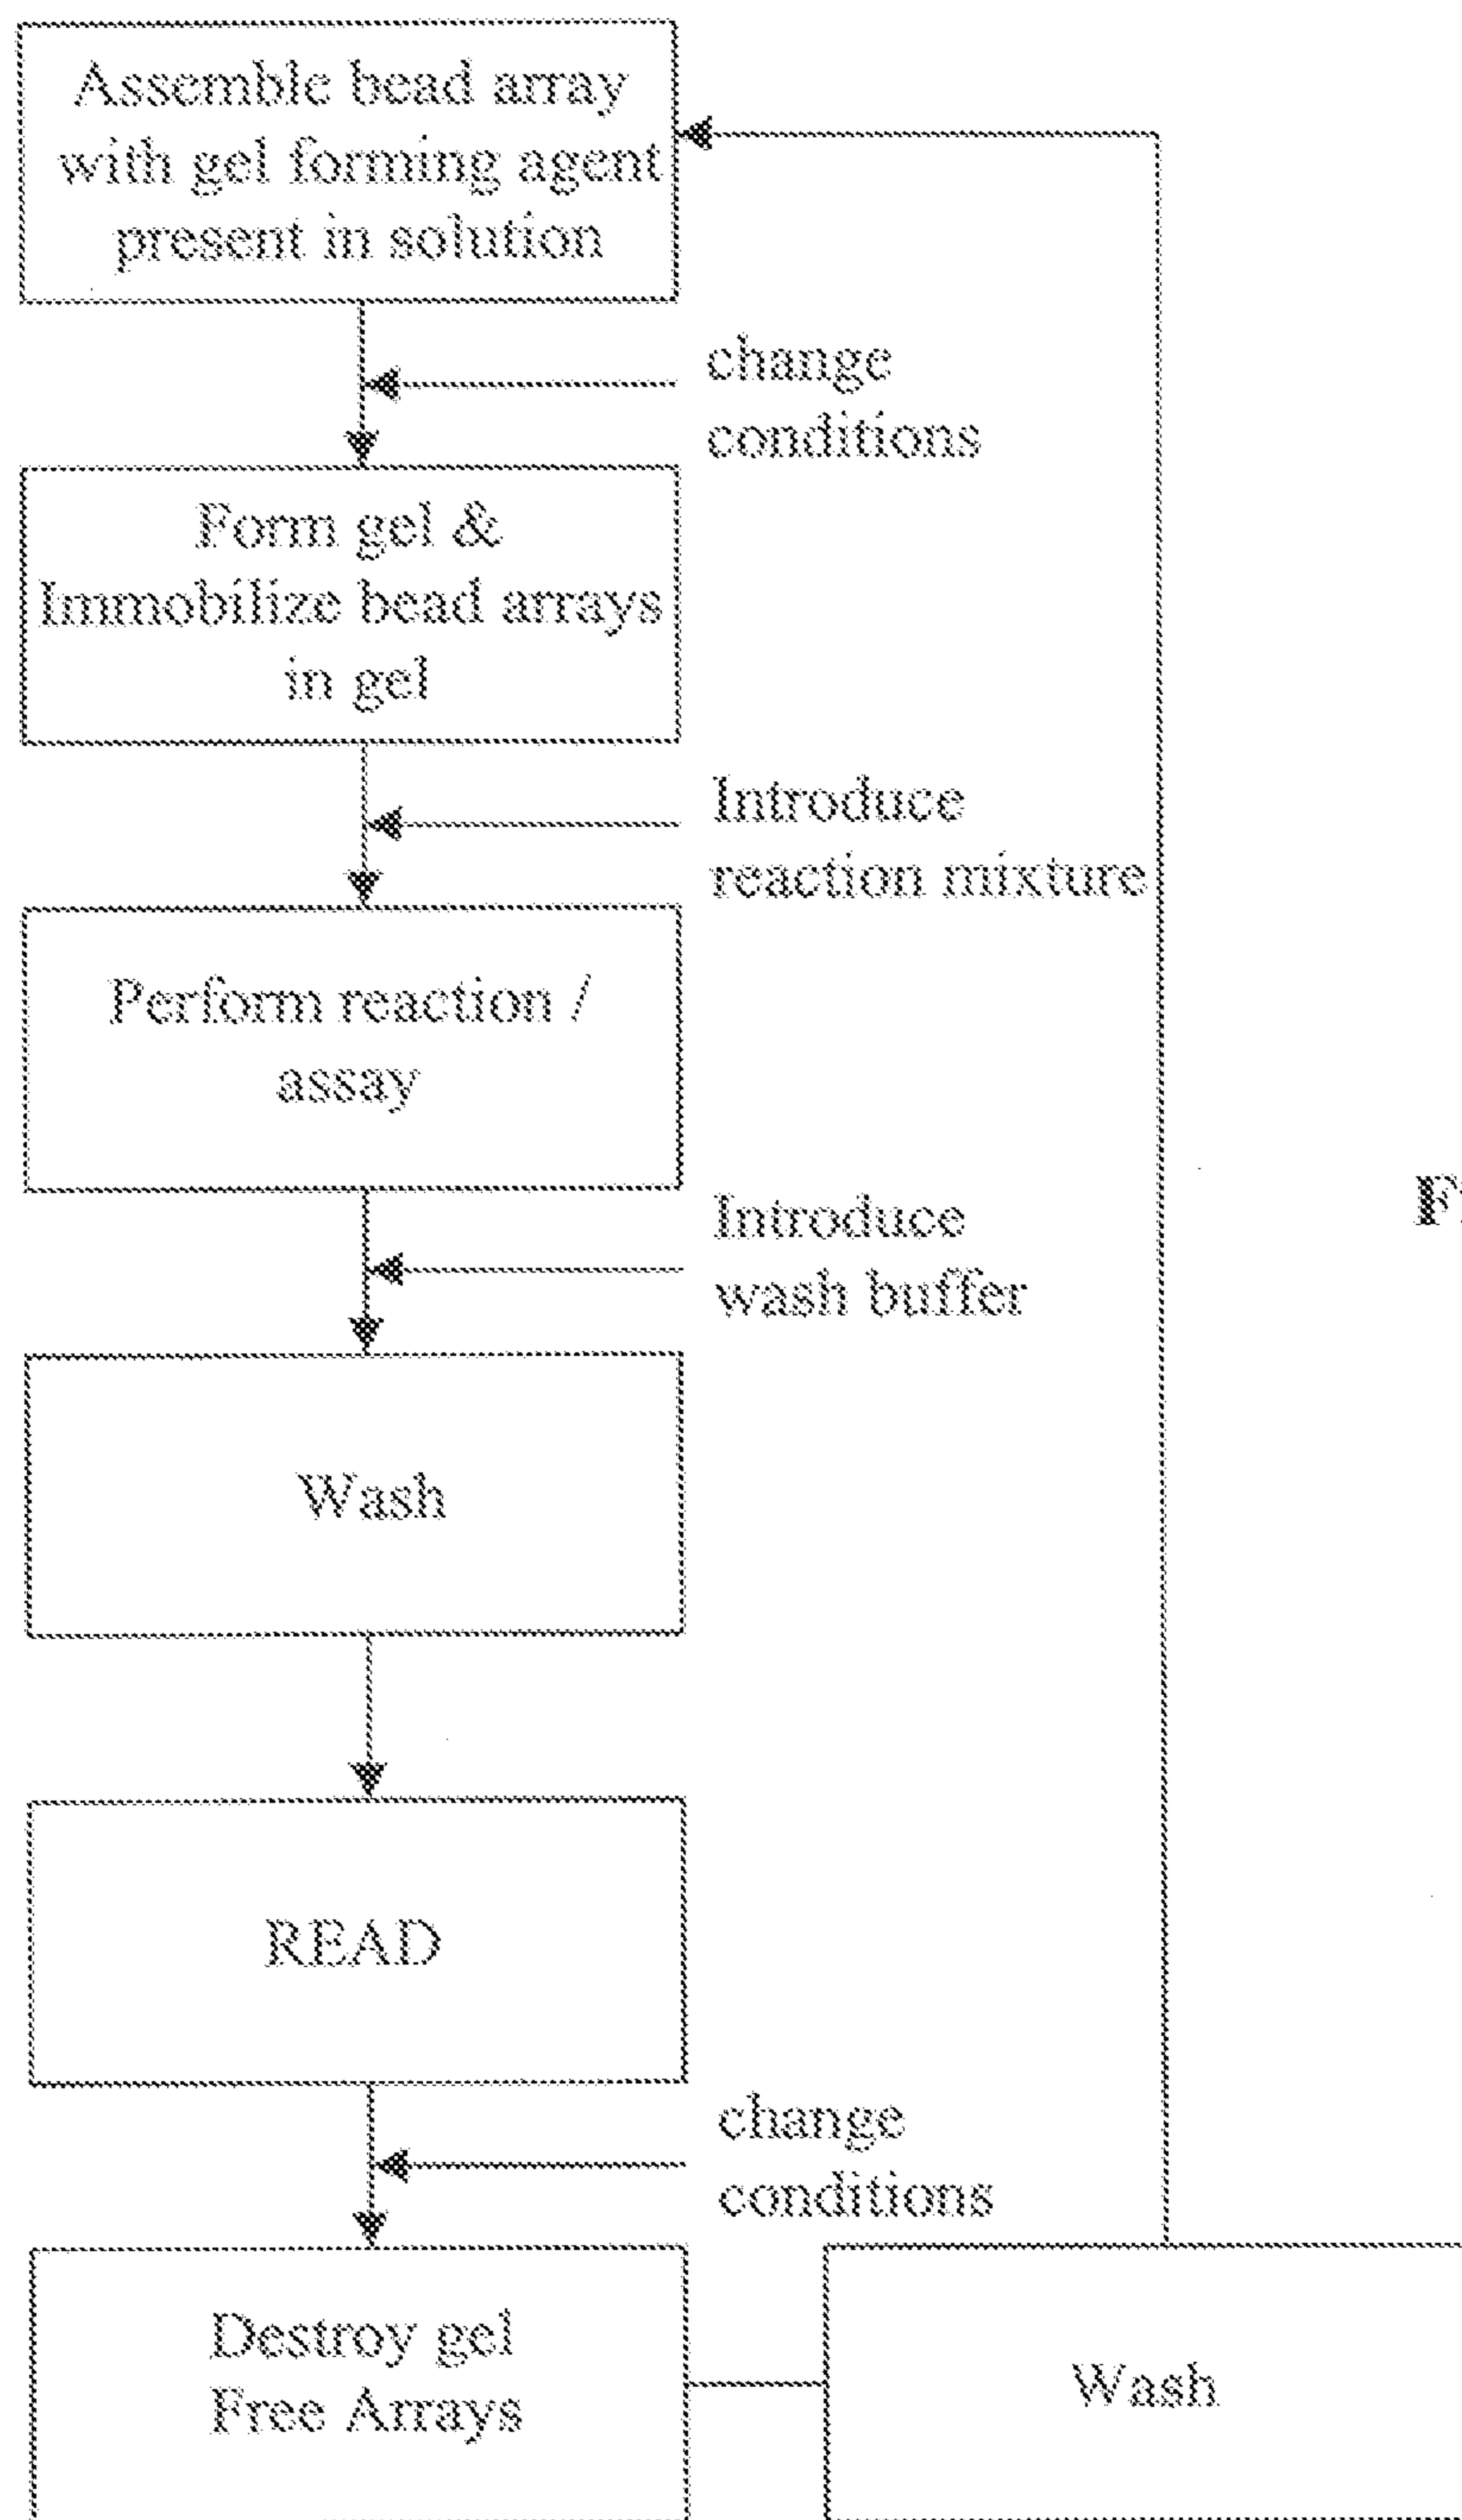 Assemble bead array
with gel forming agent
present in solution
change
conditions
Form gel &
Immobilize bead arrays
in gel
Introduce
reaction mixture
Perform reaction /
assay
Introduce
wash buffer
Wash
READ
change
conditions
Destroy gel
Free Arrays
Wash